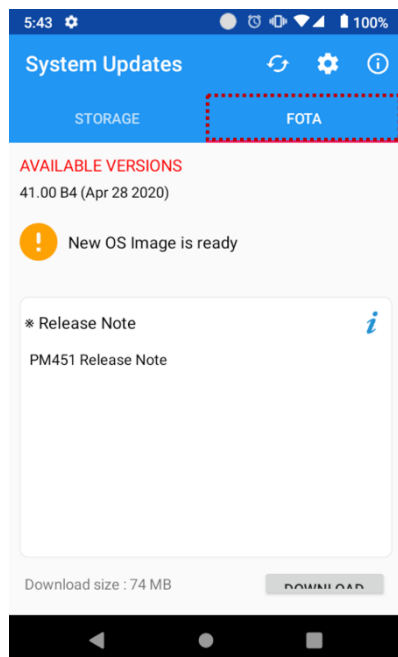 5:43
100%
System Updates
STORAGE
FOTA
AVAILABLE VERSIONS
41.00 B4 (Apr 28 2020)
New OS Image is ready
※ Release Note
PM451 Release Note
Download size : 74 MB
DOWNLOAD